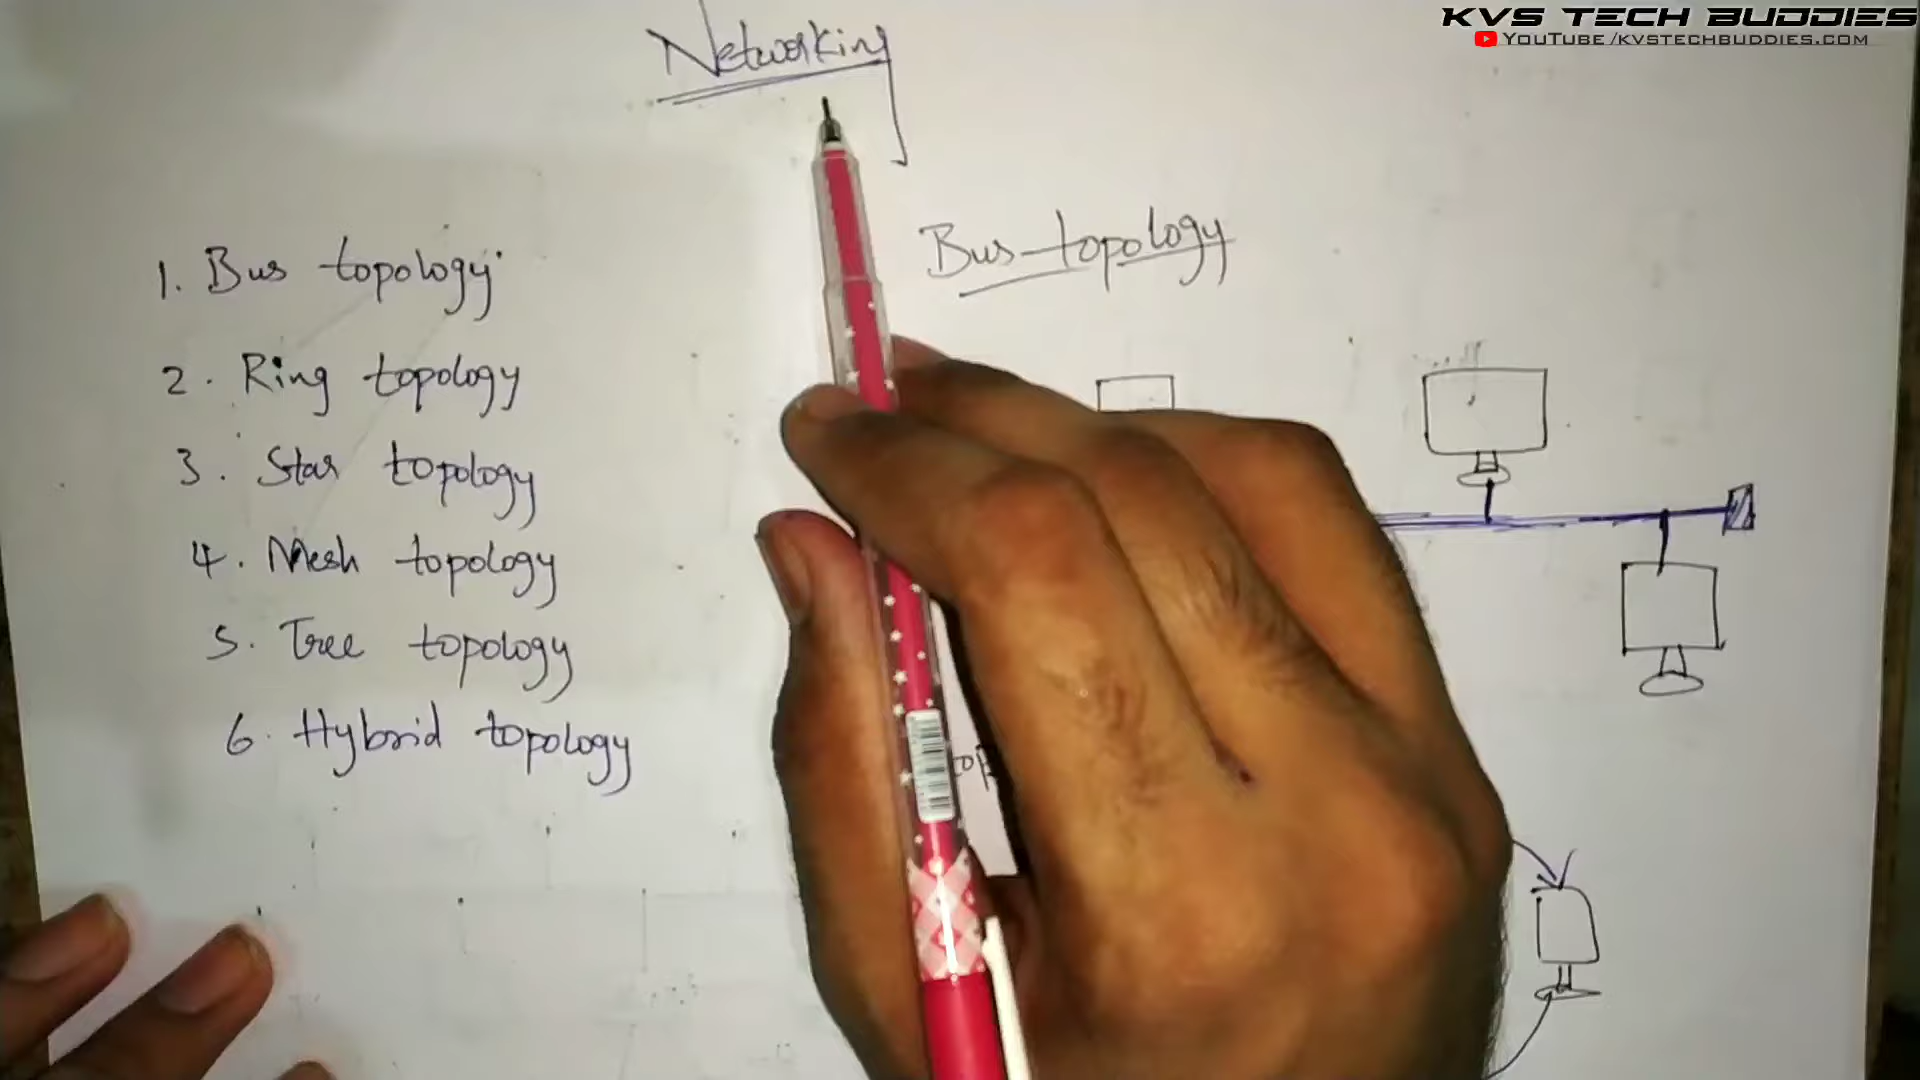 KVS TECH BUDDIES
YOUTUBE/KVSTECHBUDDIES.COM
Networking
1. Bus topology
2. Ring topology
3. Star topology
4. Mesh topology
5. Tree topology
6. Hybrid topology
Bus topology